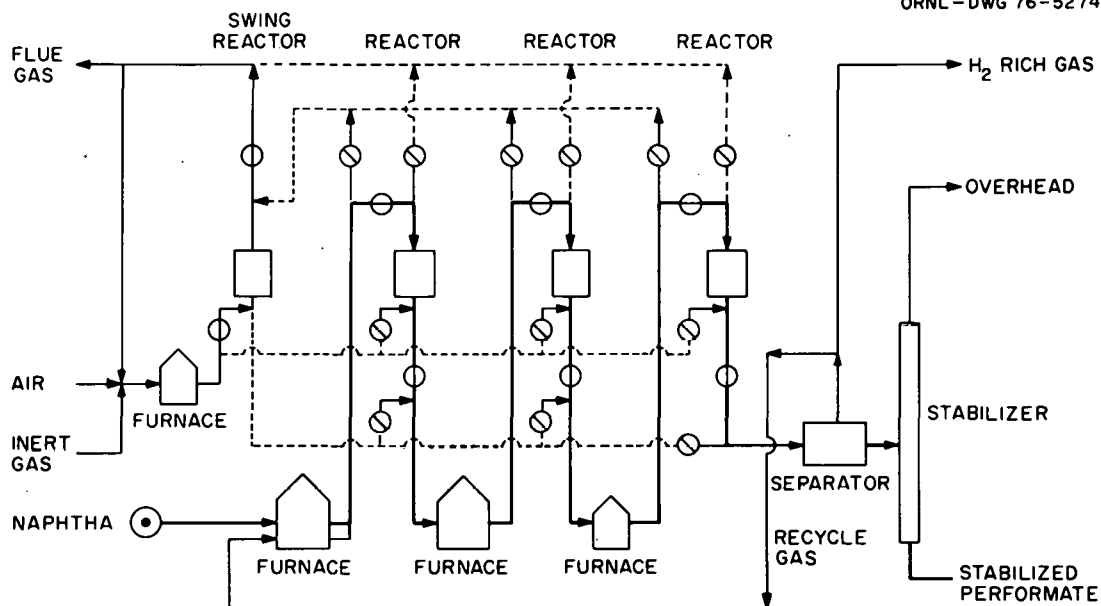 ORNL-DWG 76-5274
SWING
REACTOR
REACTOR
REACTOR
REACTOR
FLUE
GAS
H2 RICH GAS
OVERHEAD
AIR
FURNACE
INERT
GAS
STABILIZER
SEPARATOR
NAPHTHA
FURNACE
FURNACE
FURNACE
RECYCLE
GAS
STABILIZED
PERFORMATE